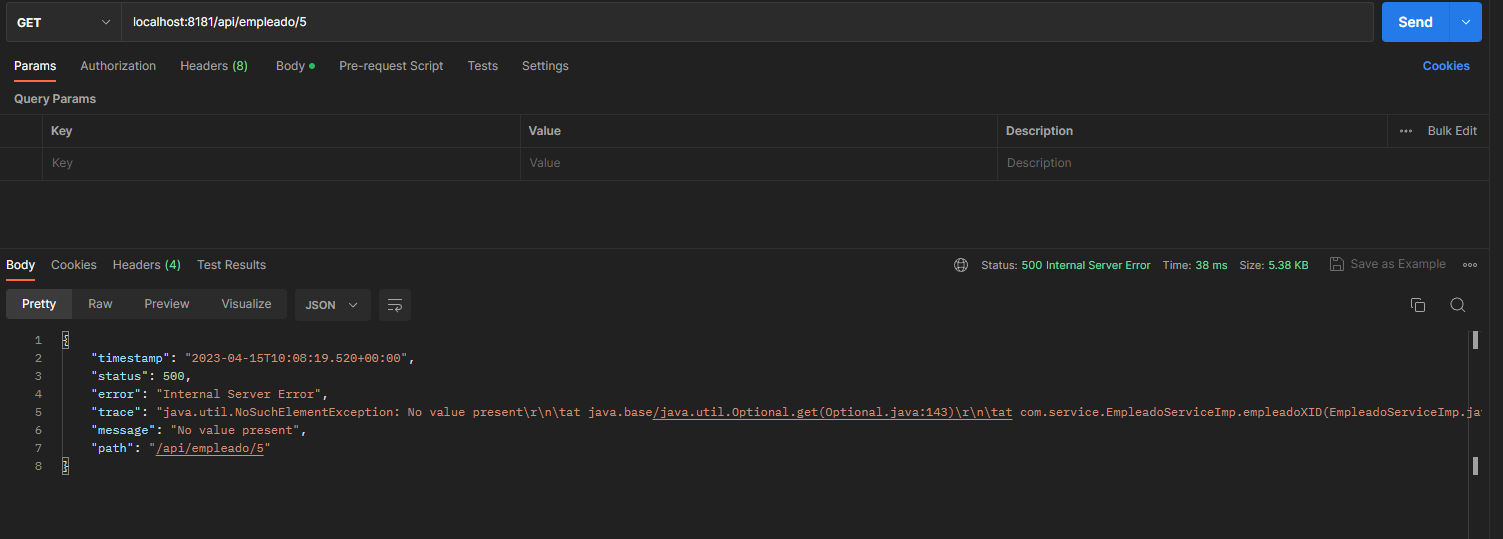 GET localhost:8181/api/empleado/5 Send
Params Authorization Headers (8) Body Pre-request Script Tests Settings Cookies
Query Params
Key Value Description ••• Bulk Edit
Key Value Description
Body Cookies Headers (4) Test Results Status: 500 Internal Server Error Time: 38 ms Size: 5.38 KB Save as Example
Pretty Raw Preview Visualize JSON
1 {
2 "timestamp": "2023-04-15T10:08:19.520+00:00",
3 "status": 500,
4 "error": "Internal Server Error",
5 "trace": "java.util.NoSuchElementException: No value present\r\n\tat java.base/java.util.Optional.get(Optional.java:143)\r\n\tat com.service.EmpleadoServiceImp.empleadoXID(EmpleadoServiceImp.ja
6 "message": "No value present",
7 "path": "/api/empleado/5"
8 }